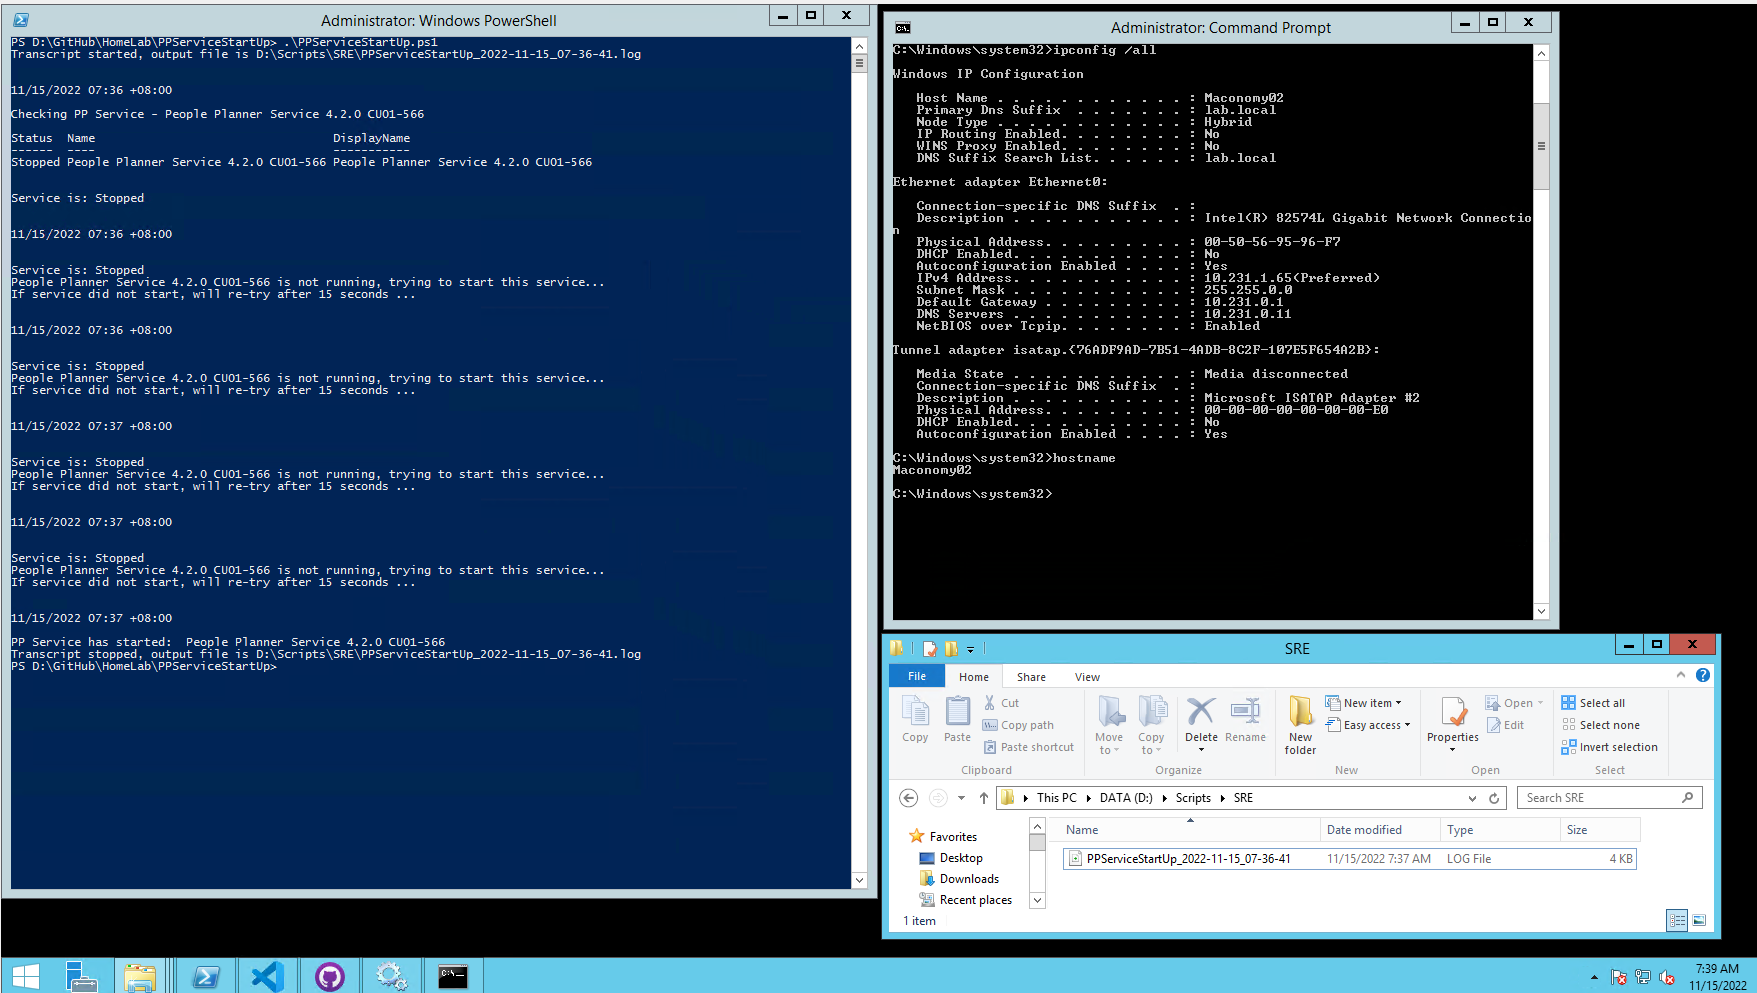 Administrator: Windows PowerShell
PS D:\GitHub\HomeLab\PPServiceStartUp> .\PPServiceStartUp.ps1
Transcript started, output file is D:\Scripts\SRE\PPServiceStartUp_2022-11-15_07-36-41.log
11/15/2022 07:36 +08:00
Checking PP Service - People Planner Service 4.2.0 CU01-566
Status  Name                               DisplayName
------  ----                               -----------
Stopped People Planner Service 4.2.0 CU01-566 People Planner Service 4.2.0 CU01-566
Service is: Stopped
11/15/2022 07:36 +08:00
Service is: Stopped
People Planner Service 4.2.0 CU01-566 is not running, trying to start this service...
If service did not start, will re-try after 15 seconds ...
11/15/2022 07:36 +08:00
Service is: Stopped
People Planner Service 4.2.0 CU01-566 is not running, trying to start this service...
If service did not start, will re-try after 15 seconds ...
11/15/2022 07:37 +08:00
Service is: Stopped
People Planner Service 4.2.0 CU01-566 is not running, trying to start this service...
If service did not start, will re-try after 15 seconds ...
11/15/2022 07:37 +08:00
Service is: Stopped
People Planner Service 4.2.0 CU01-566 is not running, trying to start this service...
If service did not start, will re-try after 15 seconds ...
11/15/2022 07:37 +08:00
PP Service has started:  People Planner Service 4.2.0 CU01-566
Transcript stopped, output file is D:\Scripts\SRE\PPServiceStartUp_2022-11-15_07-36-41.log
PS D:\GitHub\HomeLab\PPServiceStartUp>
Administrator: Command Prompt
C:\Windows\system32>ipconfig /all
Windows IP Configuration
Host Name . . . . . . . . . . . . : Maconomy02
Primary Dns Suffix  . . . . . . . : lab.local
Node Type . . . . . . . . . . . . : Hybrid
IP Routing Enabled. . . . . . . . : No
WINS Proxy Enabled. . . . . . . . : No
DNS Suffix Search List. . . . . . : lab.local
Ethernet adapter Ethernet0:
Connection-specific DNS Suffix  . :
Description . . . . . . . . . . . : Intel(R) 82574L Gigabit Network Connectio
n
Physical Address. . . . . . . . . : 00-50-56-95-96-F7
DHCP Enabled. . . . . . . . . . . : No
Autoconfiguration Enabled . . . . : Yes
IPv4 Address. . . . . . . . . . . : 10.231.1.65(Preferred)
Subnet Mask . . . . . . . . . . . : 255.255.0.0
Default Gateway . . . . . . . . . : 10.231.0.1
DNS Servers . . . . . . . . . . . : 10.231.0.11
NetBIOS over Tcpip. . . . . . . . : Enabled
Tunnel adapter isatap.{76ADF9AD-7B51-4ADB-8C2F-107E5F654A2B}:
Media State . . . . . . . . . . . : Media disconnected
Connection-specific DNS Suffix  . :
Description . . . . . . . . . . . : Microsoft ISATAP Adapter #2
Physical Address. . . . . . . . . : 00-00-00-00-00-00-00-E0
DHCP Enabled. . . . . . . . . . . : No
Autoconfiguration Enabled . . . . : Yes
C:\Windows\system32>hostname
Maconomy02
C:\Windows\system32>
SRE
File Home Share View
Copy
Paste
Cut
Copy path
Paste shortcut
Clipboard
Move to
Copy to
Delete
Rename
Organize
New folder
New item
Easy access
New
Properties
Open
Edit
Open
Select all
Select none
Invert selection
Select
This PC DATA (D:) Scripts SRE
Search SRE
Favorites
Desktop
Downloads
Recent places
Name Date modified Type Size
PPServiceStartUp_2022-11-15_07-36-41 11/15/2022 7:37 AM LOG File 4 KB
1 item
7:39 AM
11/15/2022